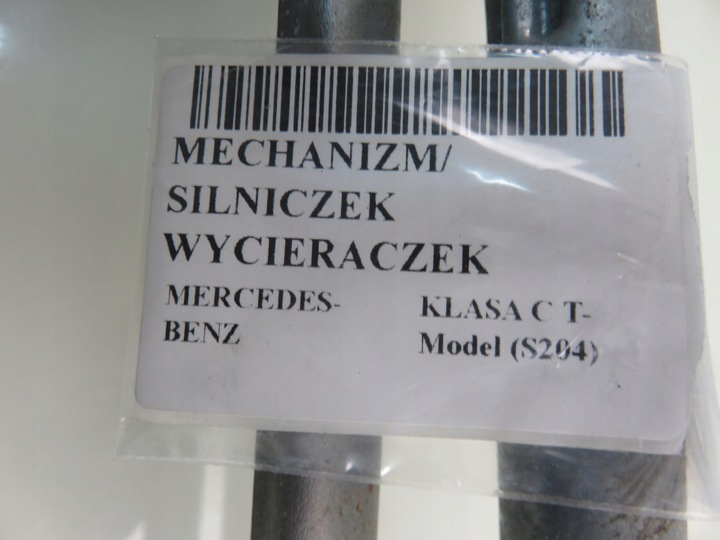 MECHANIZM/
SILNICZEK
WYCIERACZEK
MERCEDES-
BENZ
KLASA C T-
Model (S204)